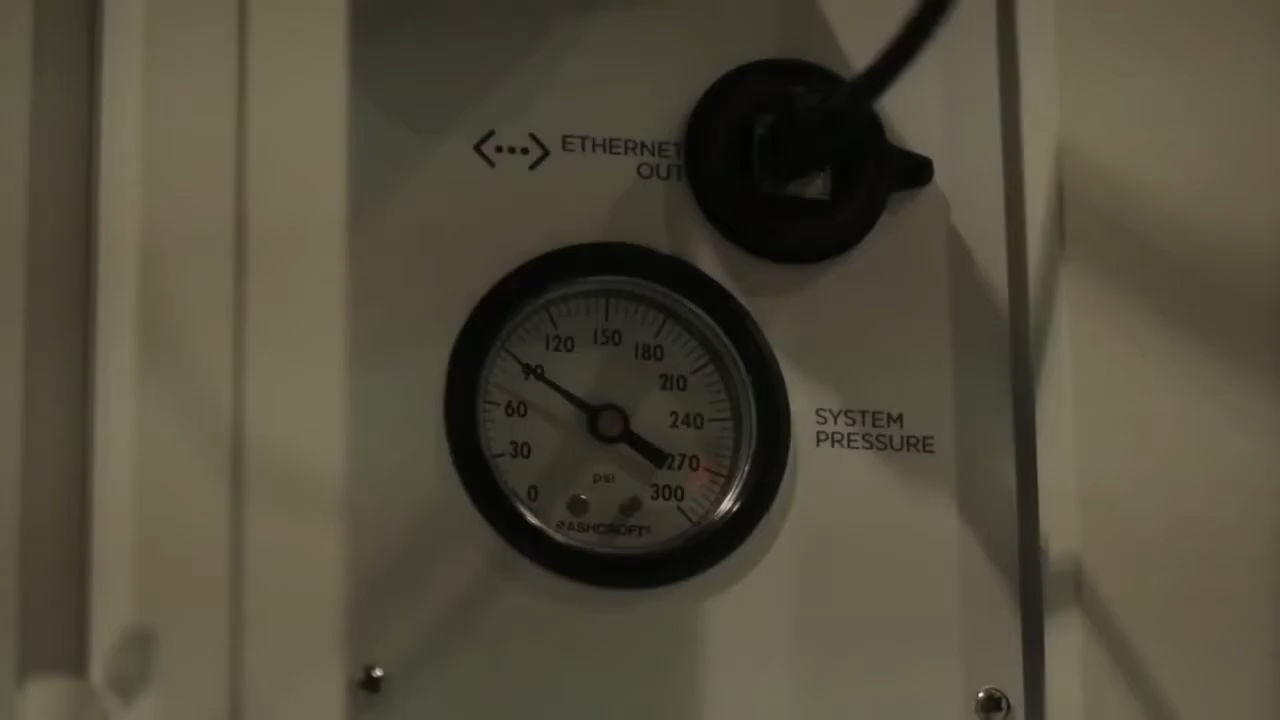 ETHERNET
OUT
150
120
180
90
210
60
240
30
270
psi
0
300
ASHCROFT
SYSTEM
PRESSURE